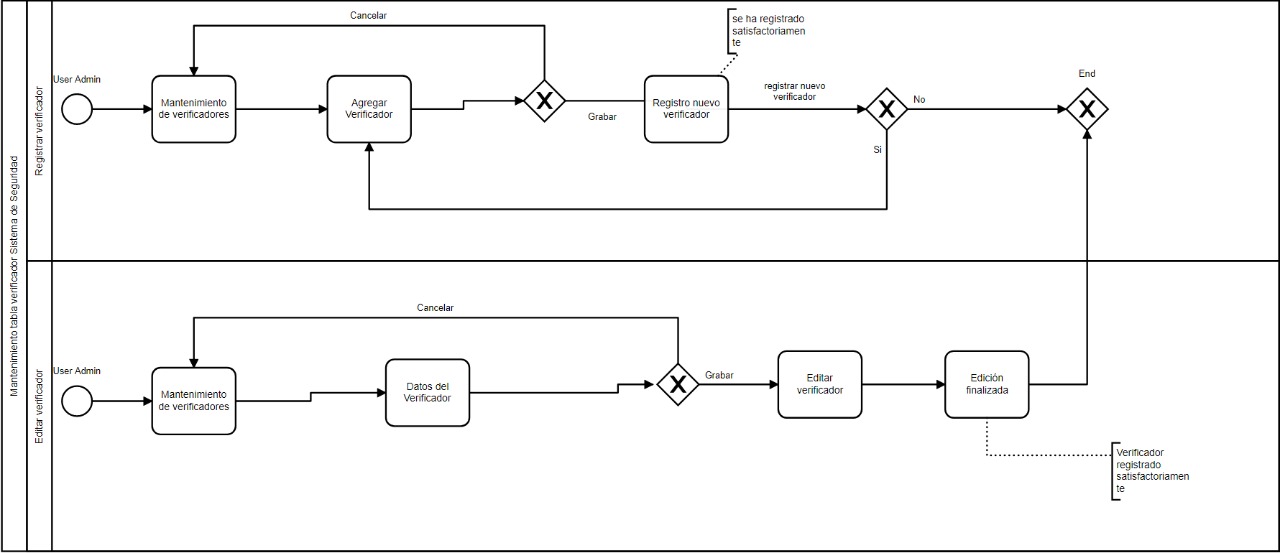 Mantenimiento tabla verificador Sistema de Seguridad
Registrar verificador
User Admin
Mantenimiento
de verificadores
Cancelar
Agregar
Verificador
X
Grabar
Registro nuevo
verificador
se ha registrado
satisfactoriamen
te
registrar nuevo
verificador
X
No
Si
End
X
Editar verificador
User Admin
Mantenimiento
de verificadores
Cancelar
Datos del
Verificador
X
Grabar
Editar
verificador
Edición
finalizada
Verificador
registrado
satisfactoriamen
te